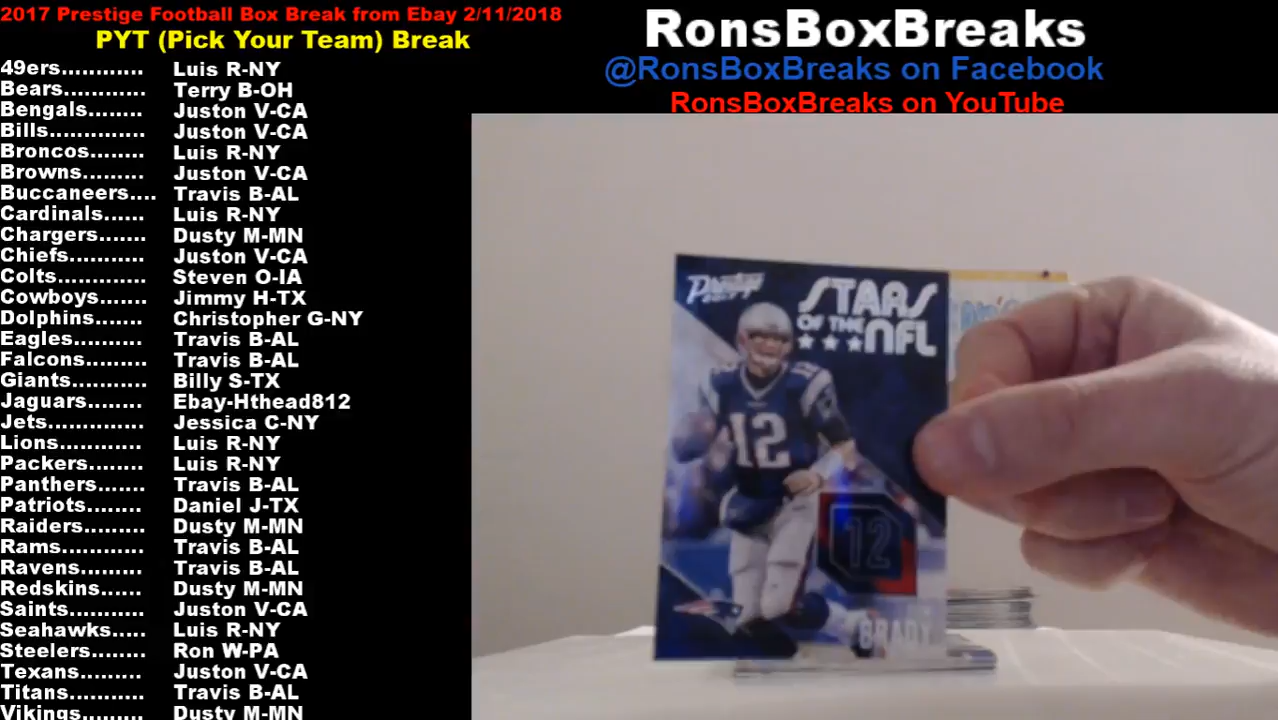 2017 Prestige Football Box Break from Ebay 2/11/2018
PYT (Pick Your Team) Break
49ers............ Luis R-NY
Bears............ Terry B-OH
Bengals........ Juston V-CA
Bills.............. Juston V-CA
Broncos........ Luis R-NY
Browns......... Juston V-CA
Buccaneers.... Travis B-AL
Cardinals...... Luis R-NY
Chargers....... Dusty M-MN
Chiefs........... Juston V-CA
Colts............. Steven O-IA
Cowboys....... Jimmy H-TX
Dolphins....... Christopher G-NY
Eagles.......... Travis B-AL
Falcons......... Travis B-AL
Giants........... Billy S-TX
Jaguars........ Ebay-Hthead812
Jets.............. Jessica C-NY
Lions............ Luis R-NY
Packers........ Luis R-NY
Panthers....... Travis B-AL
Patriots........ Daniel J-TX
Raiders......... Dusty M-MN
Rams............ Travis B-AL
Ravens......... Travis B-AL
Redskins...... Dusty M-MN
Saints........... Juston V-CA
Seahawks..... Luis R-NY
Steelers........ Ron W-PA
Texans......... Juston V-CA
Titans........... Travis B-AL
Vikings......... Dusty M-MN
RonsBoxBreaks
@RonsBoxBreaks on Facebook
RonsBoxBreaks on YouTube
Prestige
2017
STARS
OF THE
NFL
12
12
BRADY